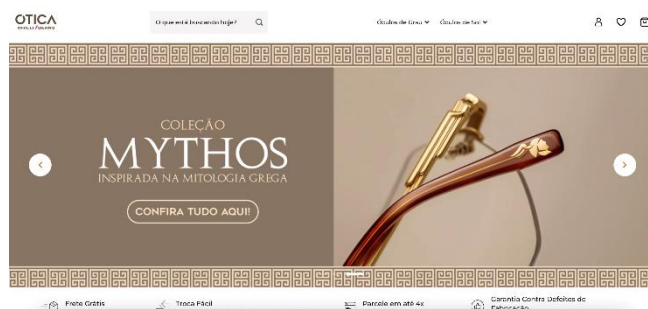 OTICA
O que está buscando hoje?
Óculos de Grau
Óculos de Sol
COLEÇÃO
MYTHOS
INSPIRADA NA MITOLOGIA GREGA
CONFIRA TUDO AQUI!
Frete Grátis
Troca Fácil
Parcele em até 4x
Garantia Contra Defeitos de
Fabricação